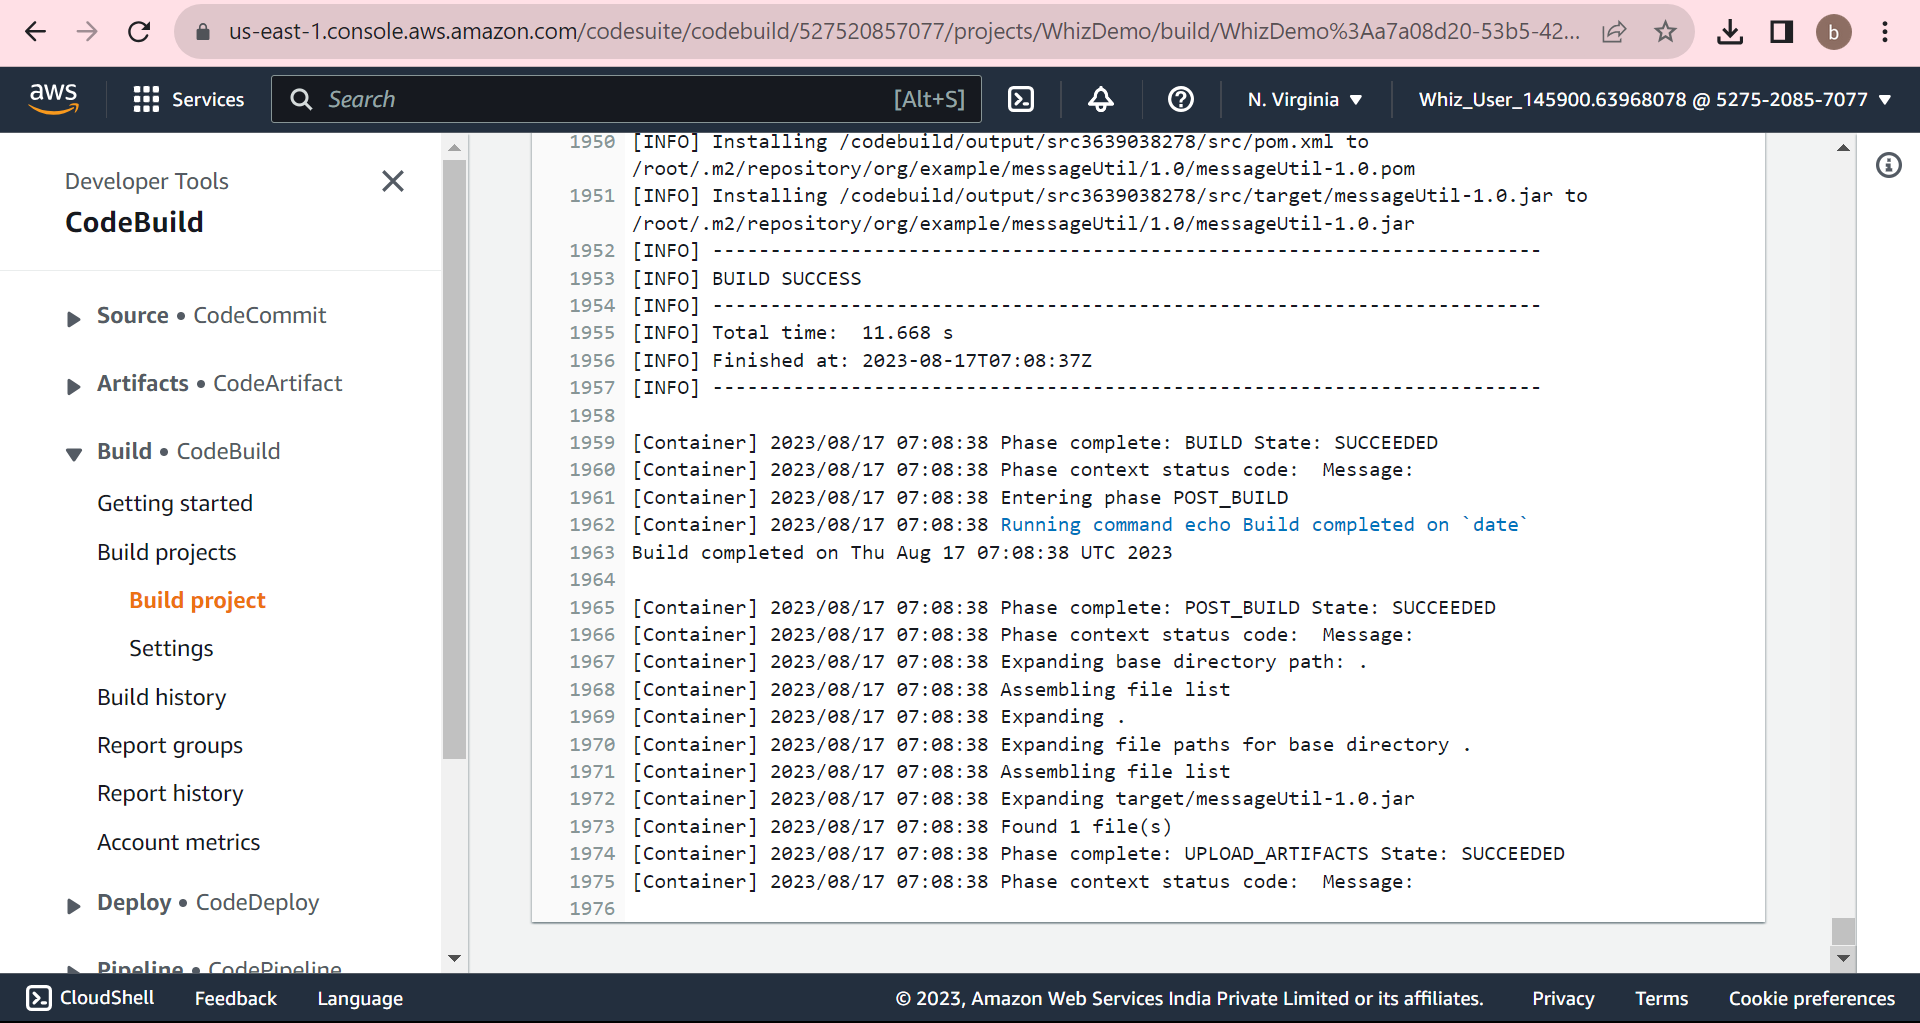 us-east-1.console.aws.amazon.com/codesuite/codebuild/527520857077/projects/WhizDemo/build/WhizDemo%3Aa7a08d20-53b5-42...
b
aws
Services
Search
[Alt+S]
N. Virginia
Whiz_User_145900.63968078 @ 5275-2085-7077
Developer Tools
CodeBuild
Source • CodeCommit
Artifacts • CodeArtifact
Build • CodeBuild
Getting started
Build projects
Build project
Settings
Build history
Report groups
Report history
Account metrics
Deploy • CodeDeploy
Pipeline • CodePipeline
1950 [INFO] Installing /codebuild/output/src3639038278/src/pom.xml to
/root/.m2/repository/org/example/messageUtil/1.0/messageUtil-1.0.pom
1951 [INFO] Installing /codebuild/output/src3639038278/src/target/messageUtil-1.0.jar to
/root/.m2/repository/org/example/messageUtil/1.0/messageUtil-1.0.jar
1952 [INFO] ------------------------------------------------------------------------
1953 [INFO] BUILD SUCCESS
1954 [INFO] ------------------------------------------------------------------------
1955 [INFO] Total time:  11.668 s
1956 [INFO] Finished at: 2023-08-17T07:08:37Z
1957 [INFO] ------------------------------------------------------------------------
1958
1959 [Container] 2023/08/17 07:08:38 Phase complete: BUILD State: SUCCEEDED
1960 [Container] 2023/08/17 07:08:38 Phase context status code:  Message:
1961 [Container] 2023/08/17 07:08:38 Entering phase POST_BUILD
1962 [Container] 2023/08/17 07:08:38 Running command echo Build completed on `date`
1963 Build completed on Thu Aug 17 07:08:38 UTC 2023
1964
1965 [Container] 2023/08/17 07:08:38 Phase complete: POST_BUILD State: SUCCEEDED
1966 [Container] 2023/08/17 07:08:38 Phase context status code:  Message:
1967 [Container] 2023/08/17 07:08:38 Expanding base directory path: .
1968 [Container] 2023/08/17 07:08:38 Assembling file list
1969 [Container] 2023/08/17 07:08:38 Expanding .
1970 [Container] 2023/08/17 07:08:38 Expanding file paths for base directory .
1971 [Container] 2023/08/17 07:08:38 Assembling file list
1972 [Container] 2023/08/17 07:08:38 Expanding target/messageUtil-1.0.jar
1973 [Container] 2023/08/17 07:08:38 Found 1 file(s)
1974 [Container] 2023/08/17 07:08:38 Phase complete: UPLOAD_ARTIFACTS State: SUCCEEDED
1975 [Container] 2023/08/17 07:08:38 Phase context status code:  Message:
1976
CloudShell
Feedback
Language
© 2023, Amazon Web Services India Private Limited or its affiliates.
Privacy
Terms
Cookie preferences